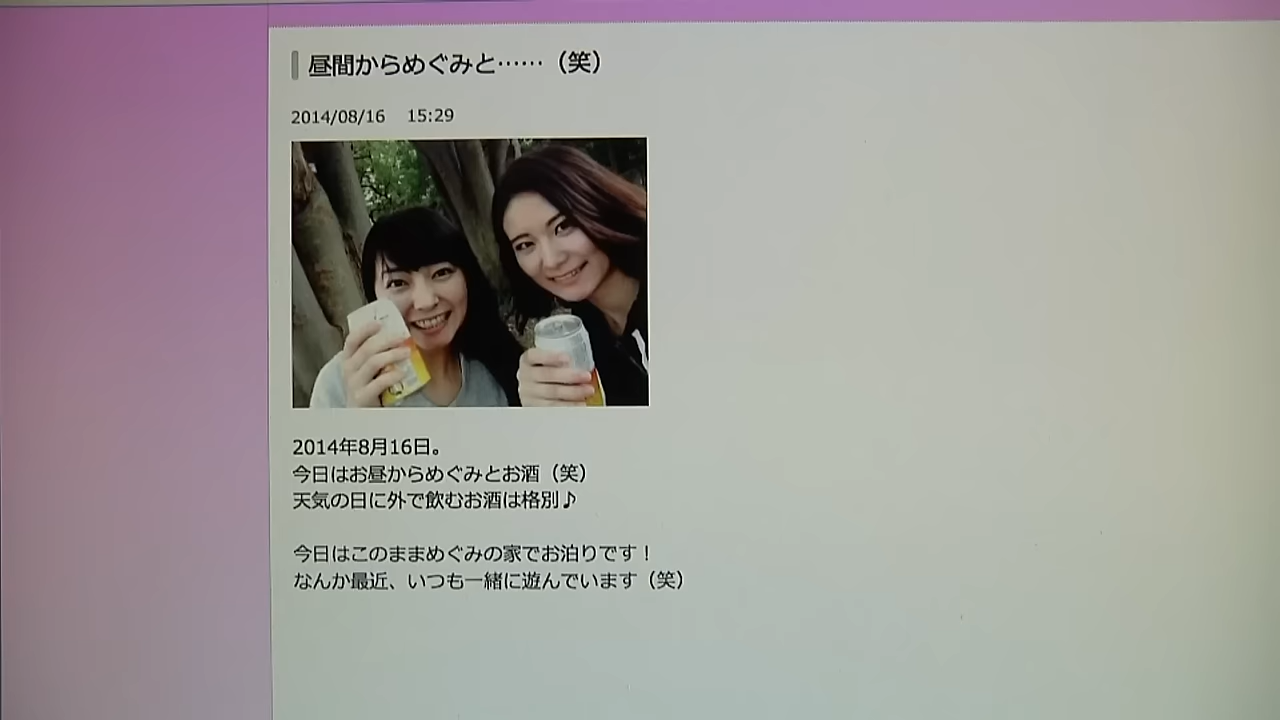 昼間からめぐみと……（笑）
2014/08/16 15:29
2014年8月16日。
今日はお昼からめぐみとお酒（笑）
天気の日に外で飲むお酒は格別♪
今日はこのままめぐみの家でお泊りです！
なんか最近、いつも一緒に遊んでいます（笑）